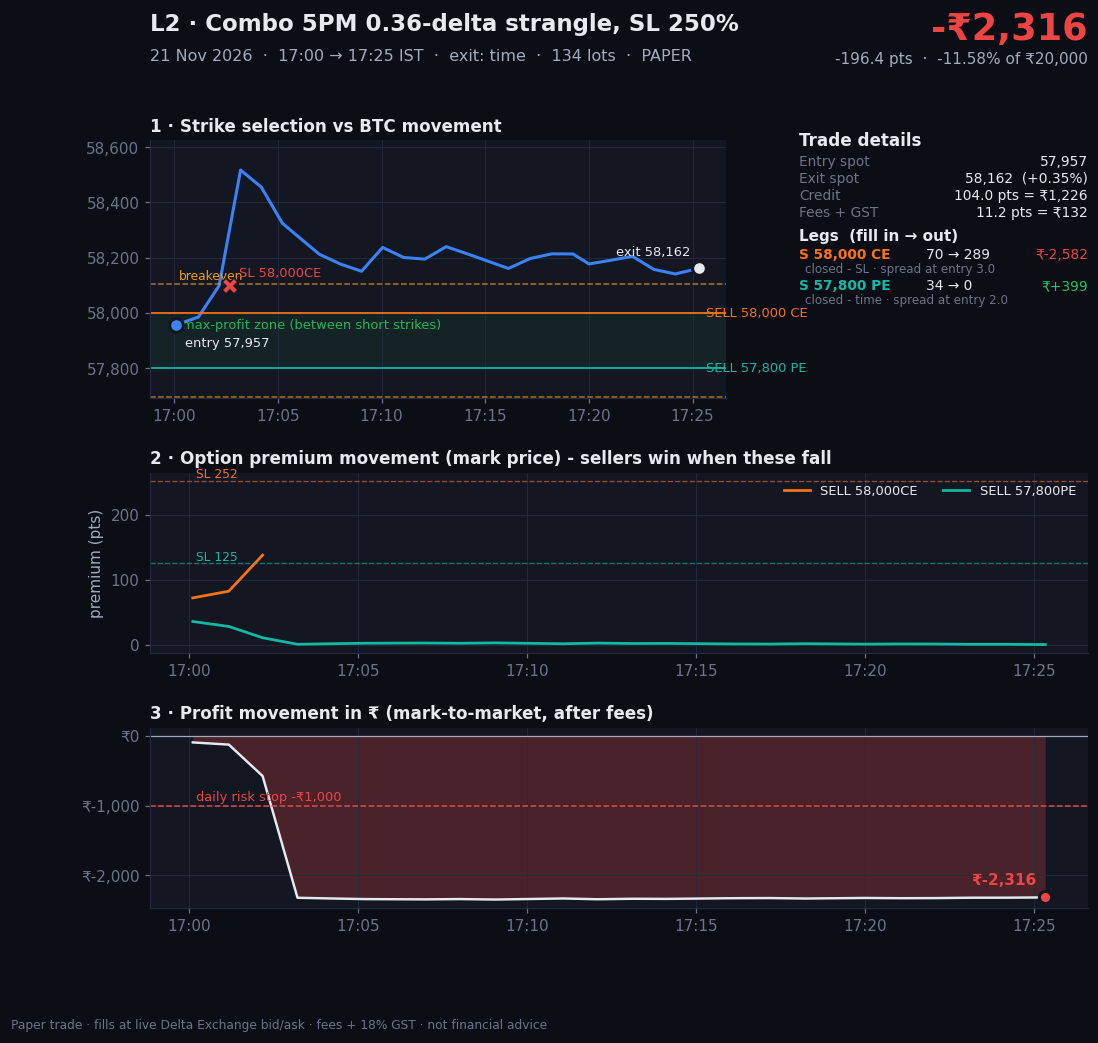 L2 · Combo 5PM 0.36-delta strangle, SL 250%
-₹2,316
21 Nov 2026 · 17:00 → 17:25 IST · exit: time · 134 lots · PAPER
-196.4 pts · -11.58% of ₹20,000
1 · Strike selection vs BTC movement
58,600
58,400
58,200
58,000
57,800
breakeven
SL 58,000CE
exit 58,162
SELL 58,000 CE
max-profit zone (between short strikes)
entry 57,957
SELL 57,800 PE
17:00 17:05 17:10 17:15 17:20 17:25
Trade details
Entry spot 57,957
Exit spot 58,162 (+0.35%)
Credit 104.0 pts = ₹1,226
Fees + GST 11.2 pts = ₹132
Legs (fill in → out)
S 58,000 CE 70 → 289 ₹-2,582
closed - SL · spread at entry 3.0
S 57,800 PE 34 → 0 ₹+399
closed - time · spread at entry 2.0
2 · Option premium movement (mark price) - sellers win when these fall
SL 252
SELL 58,000CE SELL 57,800PE
SL 125
premium (pts)
200
100
0
17:00 17:05 17:10 17:15 17:20 17:25
3 · Profit movement in ₹ (mark-to-market, after fees)
₹0
₹-1,000
₹-2,000
daily risk stop -₹1,000
₹-2,316
17:00 17:05 17:10 17:15 17:20 17:25
Paper trade · fills at live Delta Exchange bid/ask · fees + 18% GST · not financial advice